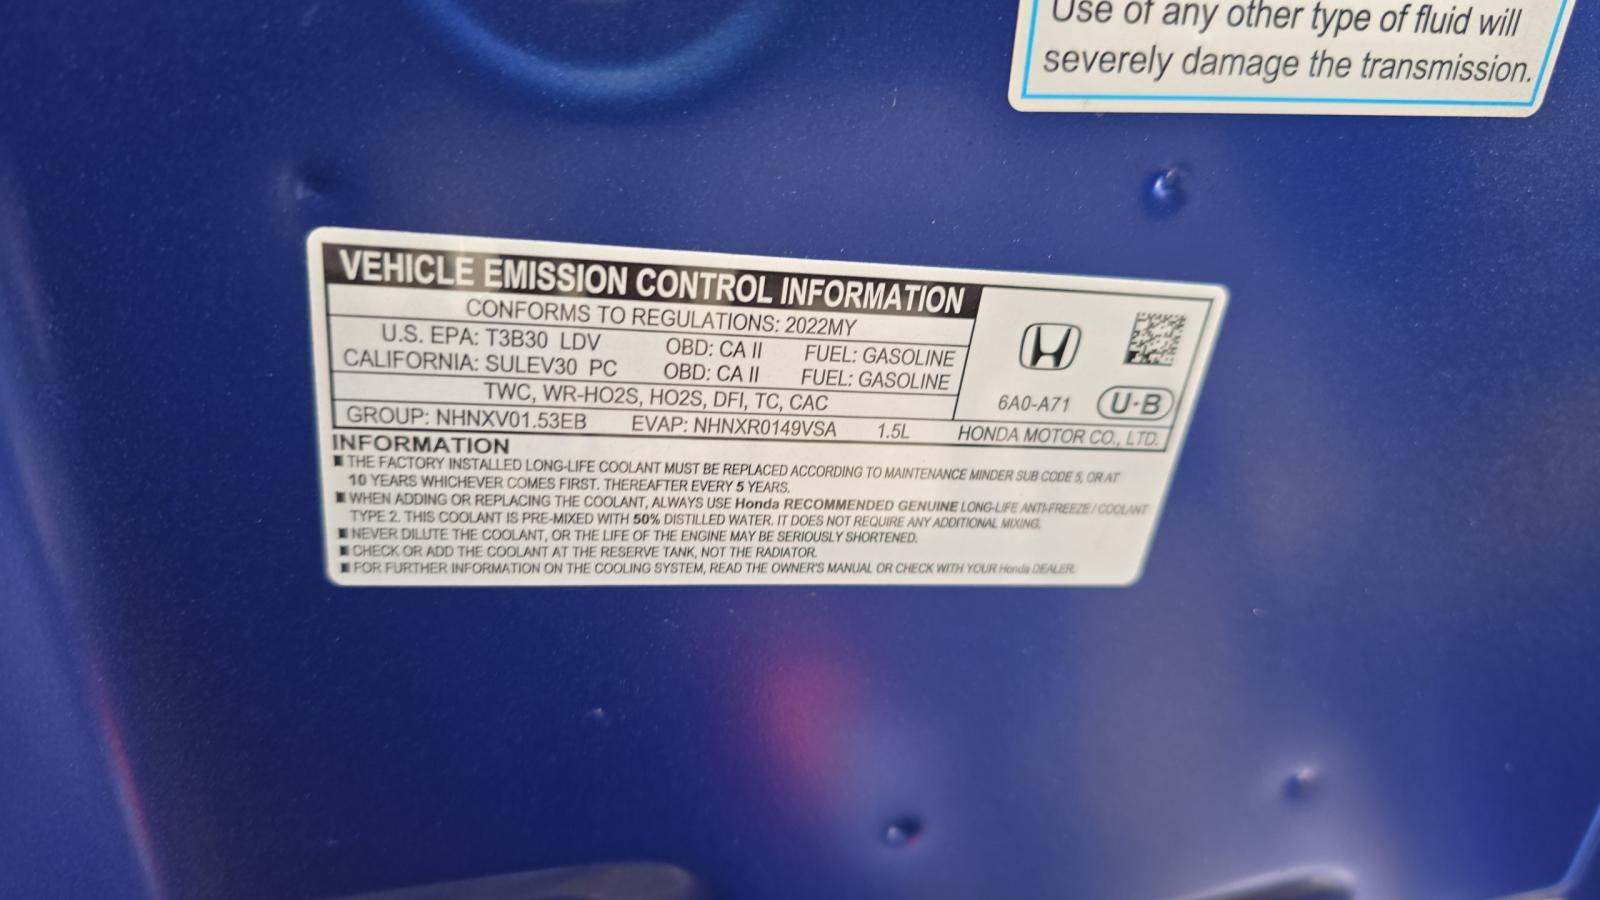 Use of any other type of fluid will
severely damage the transmission.
VEHICLE EMISSION CONTROL INFORMATION
CONFORMS TO REGULATIONS: 2022MY
U.S. EPA: T3B30 LDV OBD: CA II FUEL: GASOLINE
CALIFORNIA: SULEV30 PC OBD: CA II FUEL: GASOLINE
TWC, WR-HO2S, HO2S, DFI, TC, CAC
6A0-A71 U·B
GROUP: NHNXV01.53EB EVAP: NHNXR0149VSA 1.5L HONDA MOTOR CO., LTD.
INFORMATION
■ THE FACTORY INSTALLED LONG-LIFE COOLANT MUST BE REPLACED ACCORDING TO MAINTENANCE MINDER SUB CODE 5, OR AT
10 YEARS WHICHEVER COMES FIRST. THEREAFTER EVERY 5 YEARS.
■ WHEN ADDING OR REPLACING THE COOLANT, ALWAYS USE Honda RECOMMENDED GENUINE LONG-LIFE ANTI-FREEZE / COOLANT
TYPE 2. THIS COOLANT IS PRE-MIXED WITH 50% DISTILLED WATER. IT DOES NOT REQUIRE ANY ADDITIONAL MIXING.
■ NEVER DILUTE THE COOLANT, OR THE LIFE OF THE ENGINE MAY BE SERIOUSLY SHORTENED.
■ CHECK OR ADD THE COOLANT AT THE RESERVE TANK, NOT THE RADIATOR.
■ FOR FURTHER INFORMATION ON THE COOLING SYSTEM, READ THE OWNER'S MANUAL OR CHECK WITH YOUR Honda DEALER.